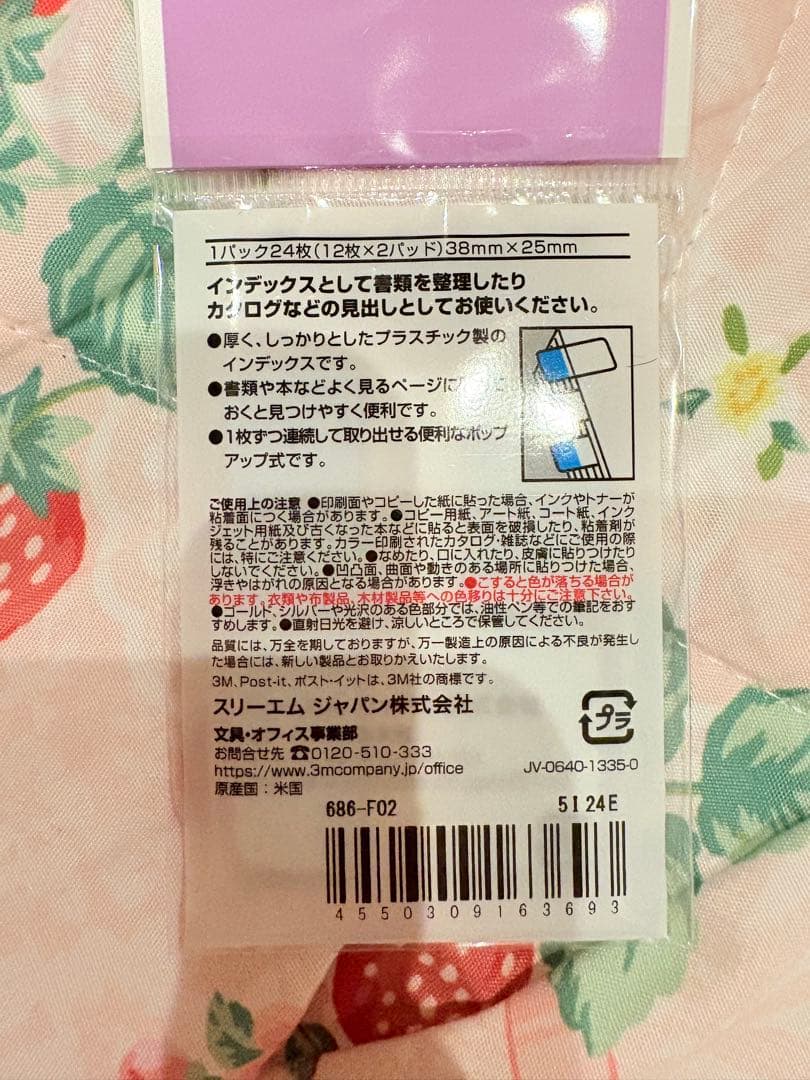 1パック24枚(12枚×2パッド)38mm×25mm
インデックスとして書類を整理したり
カタログなどの見出しとしてお使いください。
●厚く、しっかりとしたプラスチック製の
インデックスです。
●書類や本などよく見るページに
おくと見つけやすく便利です。
●1枚ずつ連続して取り出せる便利なポップ
アップ式です。
ご使用上の注意 ●印刷面やコピーした紙に貼った場合、インクやトナーが
粘着面につく場合があります。●コピー用紙、アート紙、コート紙、インク
ジェット用紙及び古くなった本などに貼ると表面を破損したり、粘着剤が
残ることがあります。カラー印刷されたカタログ・雑誌などにご使用の際
には、特にご注意ください。●なめたり、口に入れたり、皮膚に貼りつけたり
しないでください。●凹凸面、曲面や動きのある場所に貼りつけた場合、
浮きやはがれの原因となる場合があります。●こすると色が落ちる場合が
あります。衣類や布製品、木材製品等への色移りは十分にご注意下さい。
●ゴールド、シルバーや光沢のある色部分では、油性ペン等での筆記をおす
すめします。●直射日光を避け、涼しいところで保管してください。
品質には、万全を期しておりますが、万一製造上の原因による不良が発生し
た場合には、新しい製品とお取りかえいたします。
3M、Post-it、ポスト・イットは、3M社の商標です。
スリーエム ジャパン株式会社
プラ
文具・オフィス事業部
お問合せ先 ☎0120-510-333
https://www.3mcompany.jp/office
JV-0640-1335-0
原産国：米国
686-F02 5I24E
4550309163693